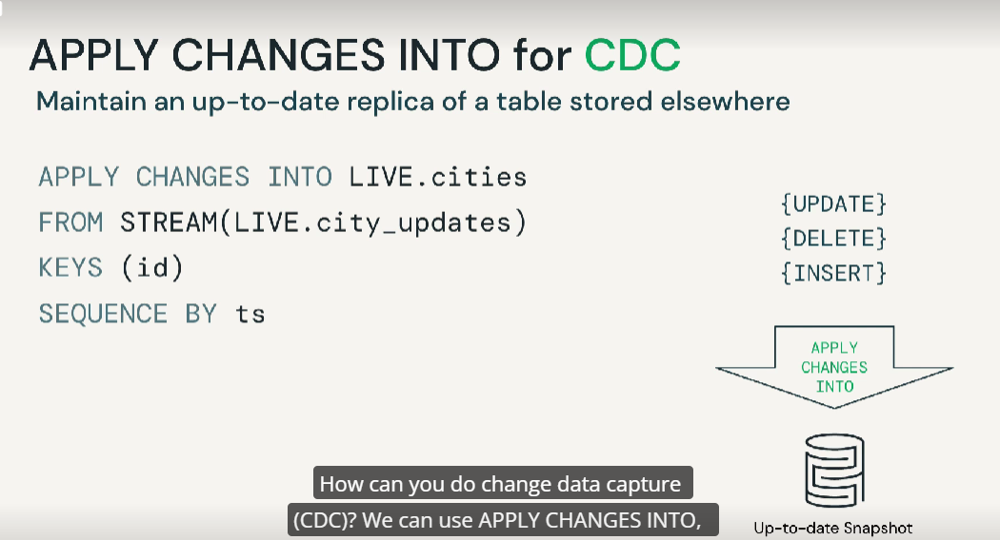 APPLY CHANGES INTO for CDC
Maintain an up-to-date replica of a table stored elsewhere
APPLY CHANGES INTO LIVE.cities
FROM STREAM(LIVE.city_updates)
KEYS (id)
SEQUENCE BY ts
{UPDATE}
{DELETE}
{INSERT}
APPLY
CHANGES
INTO
Up-to-date Snapshot
How can you do change data capture
(CDC)? We can use APPLY CHANGES INTO,